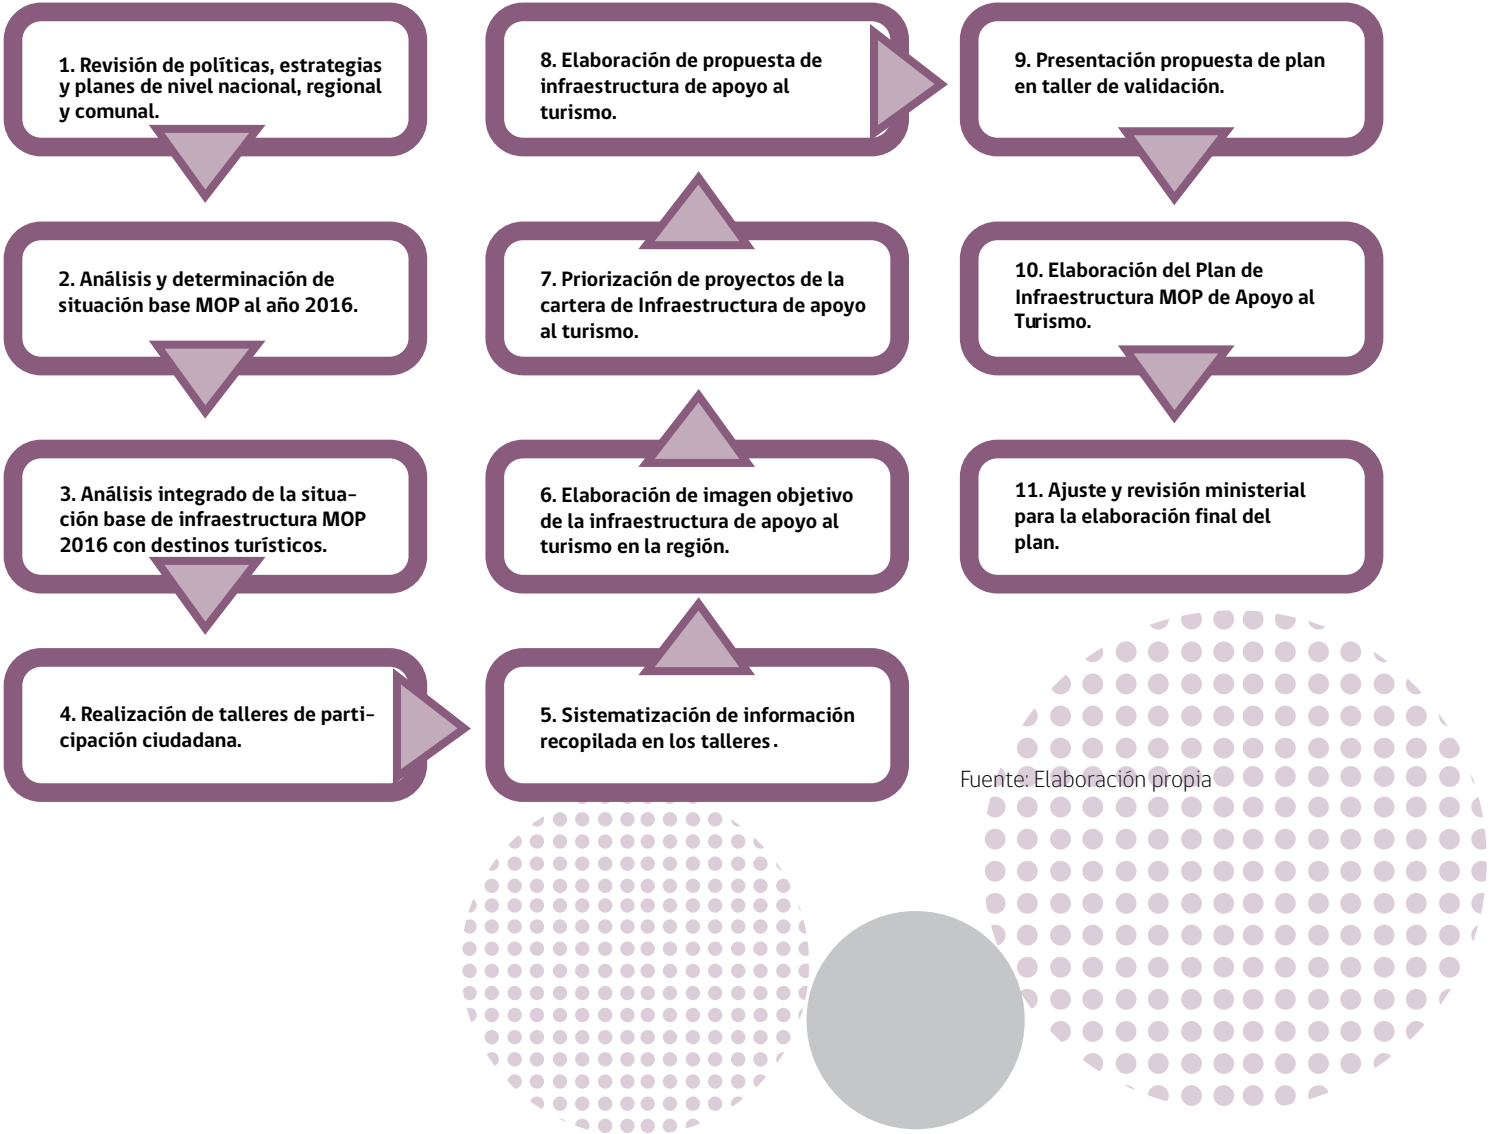 1. Revisión de políticas, estrategias
y planes de nivel nacional, regional
y comunal.
2. Análisis y determinación de
situación base MOP al año 2016.
3. Análisis integrado de la situa-
ción base de infraestructura MOP
2016 con destinos turísticos.
4. Realización de talleres de parti-
cipación ciudadana.
5. Sistematización de información
recopilada en los talleres.
6. Elaboración de imagen objetivo
de la infraestructura de apoyo al
turismo en la región.
7. Priorización de proyectos de la
cartera de Infraestructura de apoyo
al turismo.
8. Elaboración de propuesta de
infraestructura de apoyo al
turismo.
9. Presentación propuesta de plan
en taller de validación.
10. Elaboración del Plan de
Infraestructura MOP de Apoyo al
Turismo.
11. Ajuste y revisión ministerial
para la elaboración final del
plan.
Fuente: Elaboración propia